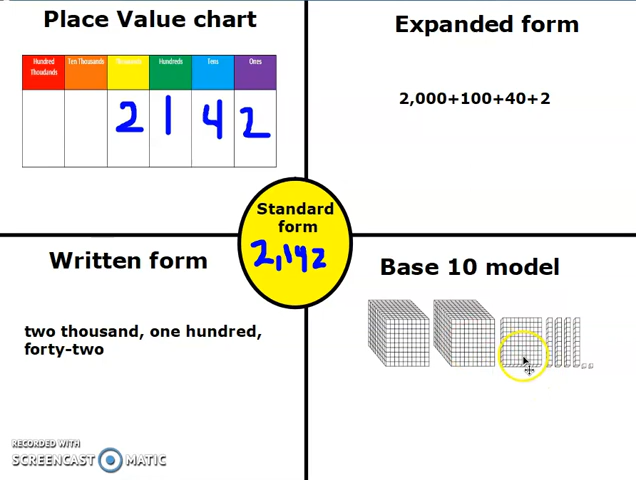 Place Value chart
Hundred Thousands
Ten Thousands
Thousands
Hundreds
Tens
Ones
2 1 4 2
Expanded form
2,000+100+40+2
Standard
form
2,142
Written form
two thousand, one hundred,
forty-two
Base 10 model
RECORDED WITH
SCREENCAST MATIC